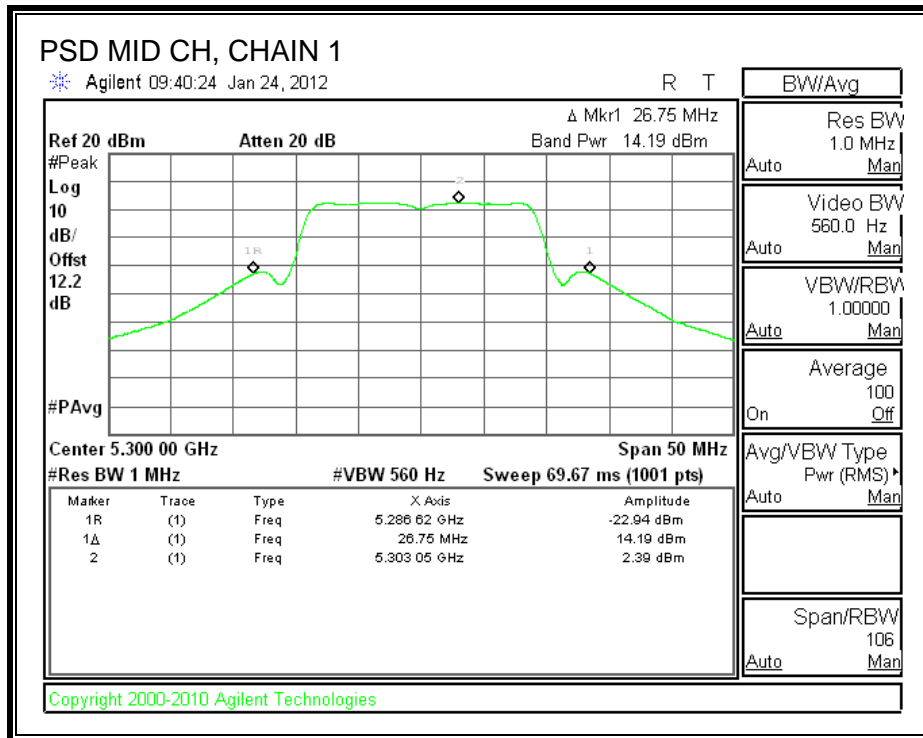 PSD MID CH, CHAIN 1
Agilent 09:40:24 Jan 24, 2012 R T
Δ Mkr1 26.75 MHz
Ref 20 dBm Atten 20 dB Band Pwr 14.19 dBm
#Peak
Log
10
dB/
Offst
12.2
dB
#PAvg
2
1R
1
Center 5.300 00 GHz Span 50 MHz
#Res BW 1 MHz #VBW 560 Hz Sweep 69.67 ms (1001 pts)
Marker Trace Type X Axis Amplitude
1R (1) Freq 5.286 62 GHz -22.94 dBm
1Δ (1) Freq 26.75 MHz 14.19 dBm
2 (1) Freq 5.303 05 GHz 2.39 dBm
BW/Avg
Res BW
1.0 MHz
Auto Man
Video BW
560.0 Hz
Auto Man
VBW/RBW
1.00000
Auto Man
Average
100
On Off
Avg/VBW Type
Pwr (RMS)
Auto Man
Span/RBW
106
Auto Man
Copyright 2000-2010 Agilent Technologies